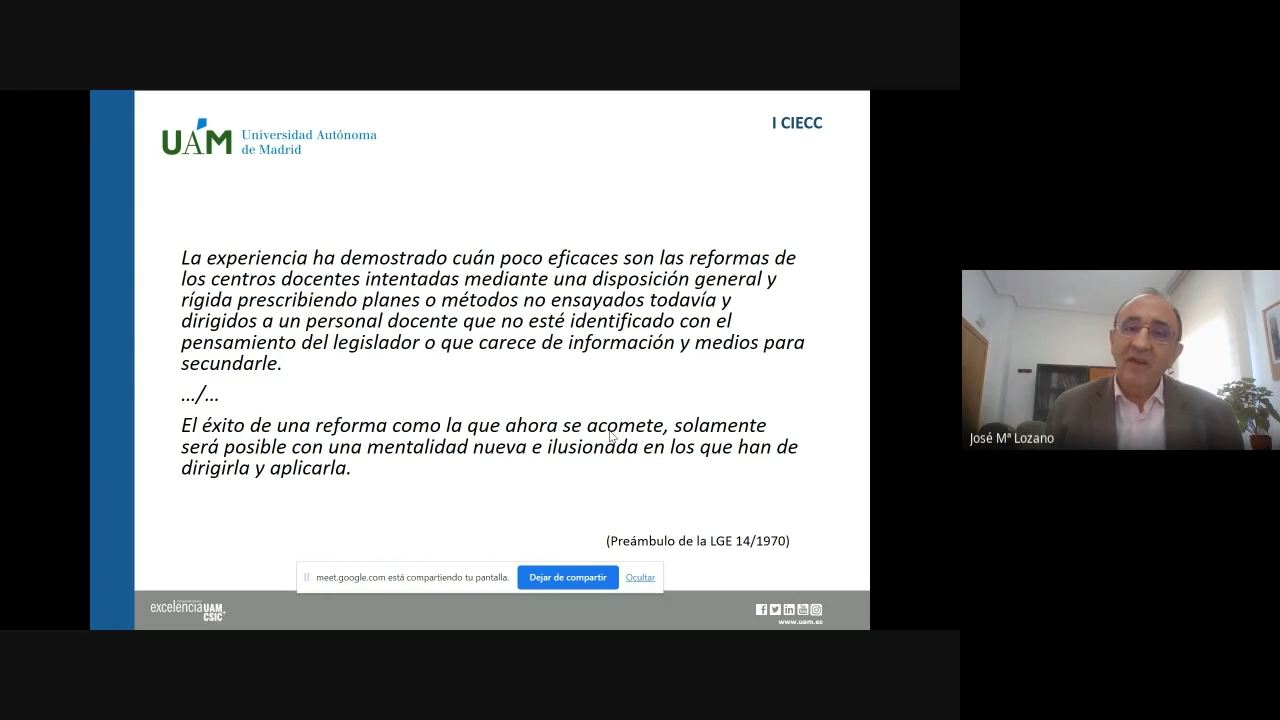 UAM Universidad Autónoma
de Madrid
I CIECC
La experiencia ha demostrado cuán poco eficaces son las reformas de
los centros docentes intentadas mediante una disposición general y
rígida prescribiendo planes o métodos no ensayados todavía y
dirigidos a un personal docente que no esté identificado con el
pensamiento del legislador o que carece de información y medios para
secundarle.
.../...
El éxito de una reforma como la que ahora se acomete, solamente
será posible con una mentalidad nueva e ilusionada en los que han de
dirigirla y aplicarla.
(Preámbulo de la LGE 14/1970)
meet.google.com está compartiendo tu pantalla. Dejar de compartir Ocultar
excelencia UAM
CSIC+
www.uam.es
José Mª Lozano